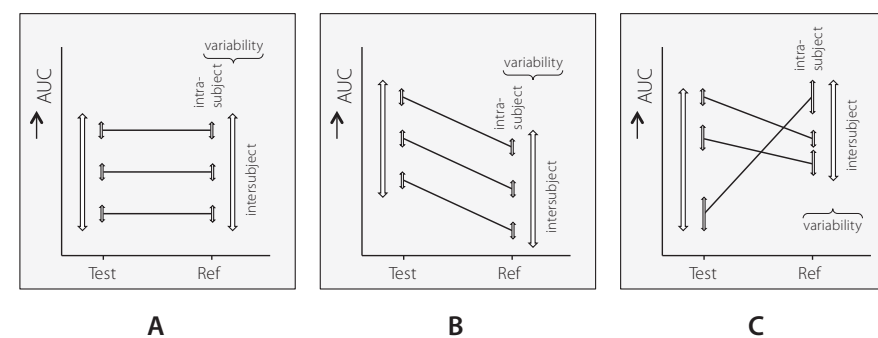 variability
intra-
subject
AUC
intersubject
Test
Ref
A
variability
intra-
subject
AUC
intersubject
Test
Ref
B
intra-
subject
AUC
intersubject
variability
Test
Ref
C